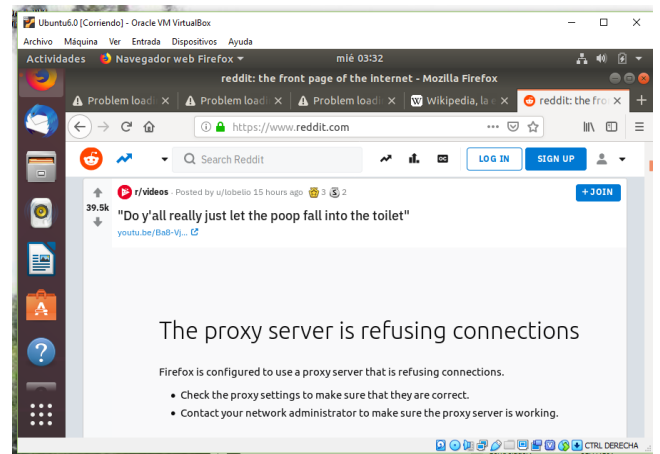 Ubuntu6.0 [Corriendo] - Oracle VM VirtualBox
Archivo Máquina Ver Entrada Dispositivos Ayuda
Actividades Navegador web Firefox mié 03:32
reddit: the front page of the internet - Mozilla Firefox
Problem loadi Problem loadi Problem loadi Wikipedia, la e reddit: the fron
https://www.reddit.com
Search Reddit LOG IN SIGN UP
r/videos · Posted by u/lobelio 15 hours ago 3 2 + JOIN
39.5k
"Do y'all really just let the poop fall into the toilet"
youtu.be/Ba8-Vj...
The proxy server is refusing connections
Firefox is configured to use a proxy server that is refusing connections.
• Check the proxy settings to make sure that they are correct.
• Contact your network administrator to make sure the proxy server is working.
CTRL DERECHA